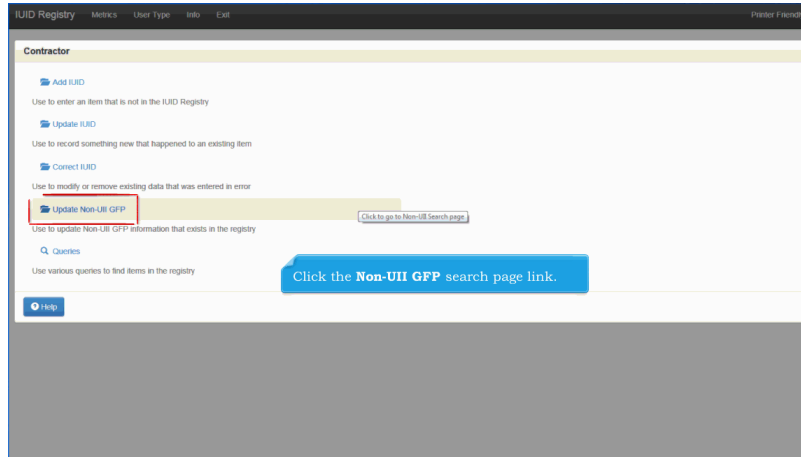 IUID Registry Metrics User Type Info Exit Printer Friendly
Contractor
Add IUID
Use to enter an item that is not in the IUID Registry
Update IUID
Use to record something new that happened to an existing item
Correct IUID
Use to modify or remove existing data that was entered in error
Update Non-UII GFP
Click to go to Non-UII Search page.
Use to update Non-UII GFP information that exists in the registry
Queries
Use various queries to find items in the registry
Click the Non-UII GFP search page link.
Help